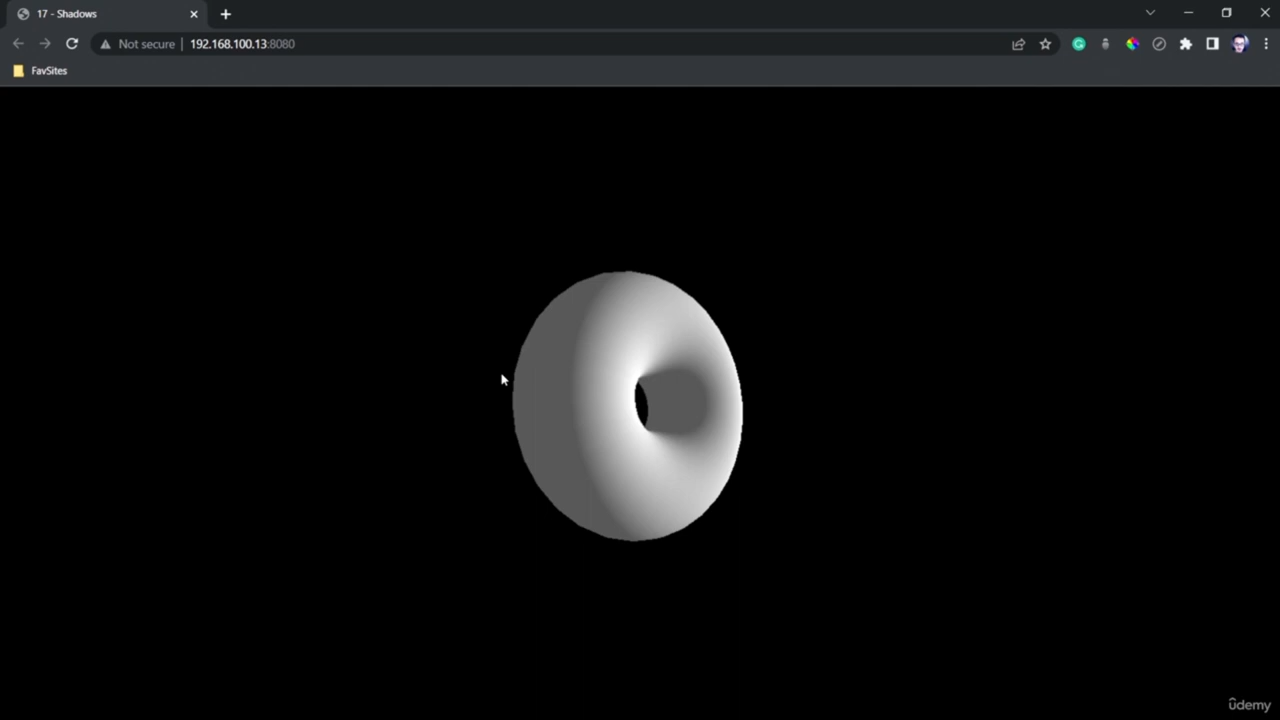 17 - Shadows
Not secure
192.168.100.13:8080
FavSites
ûdemy